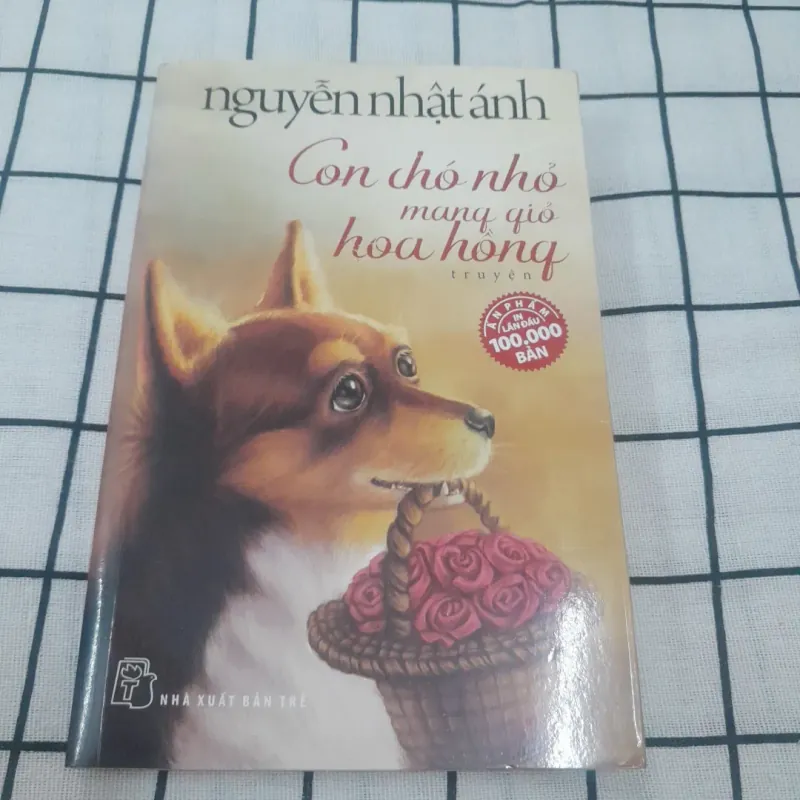 nguyễn nhật ánh
Con chó nhỏ
mang giỏ
hoa hồng
truyện
ẤN PHẨM
IN
LẦN ĐẦU
100.000
BẢN
T
NHÀ XUẤT BẢN TRẺ